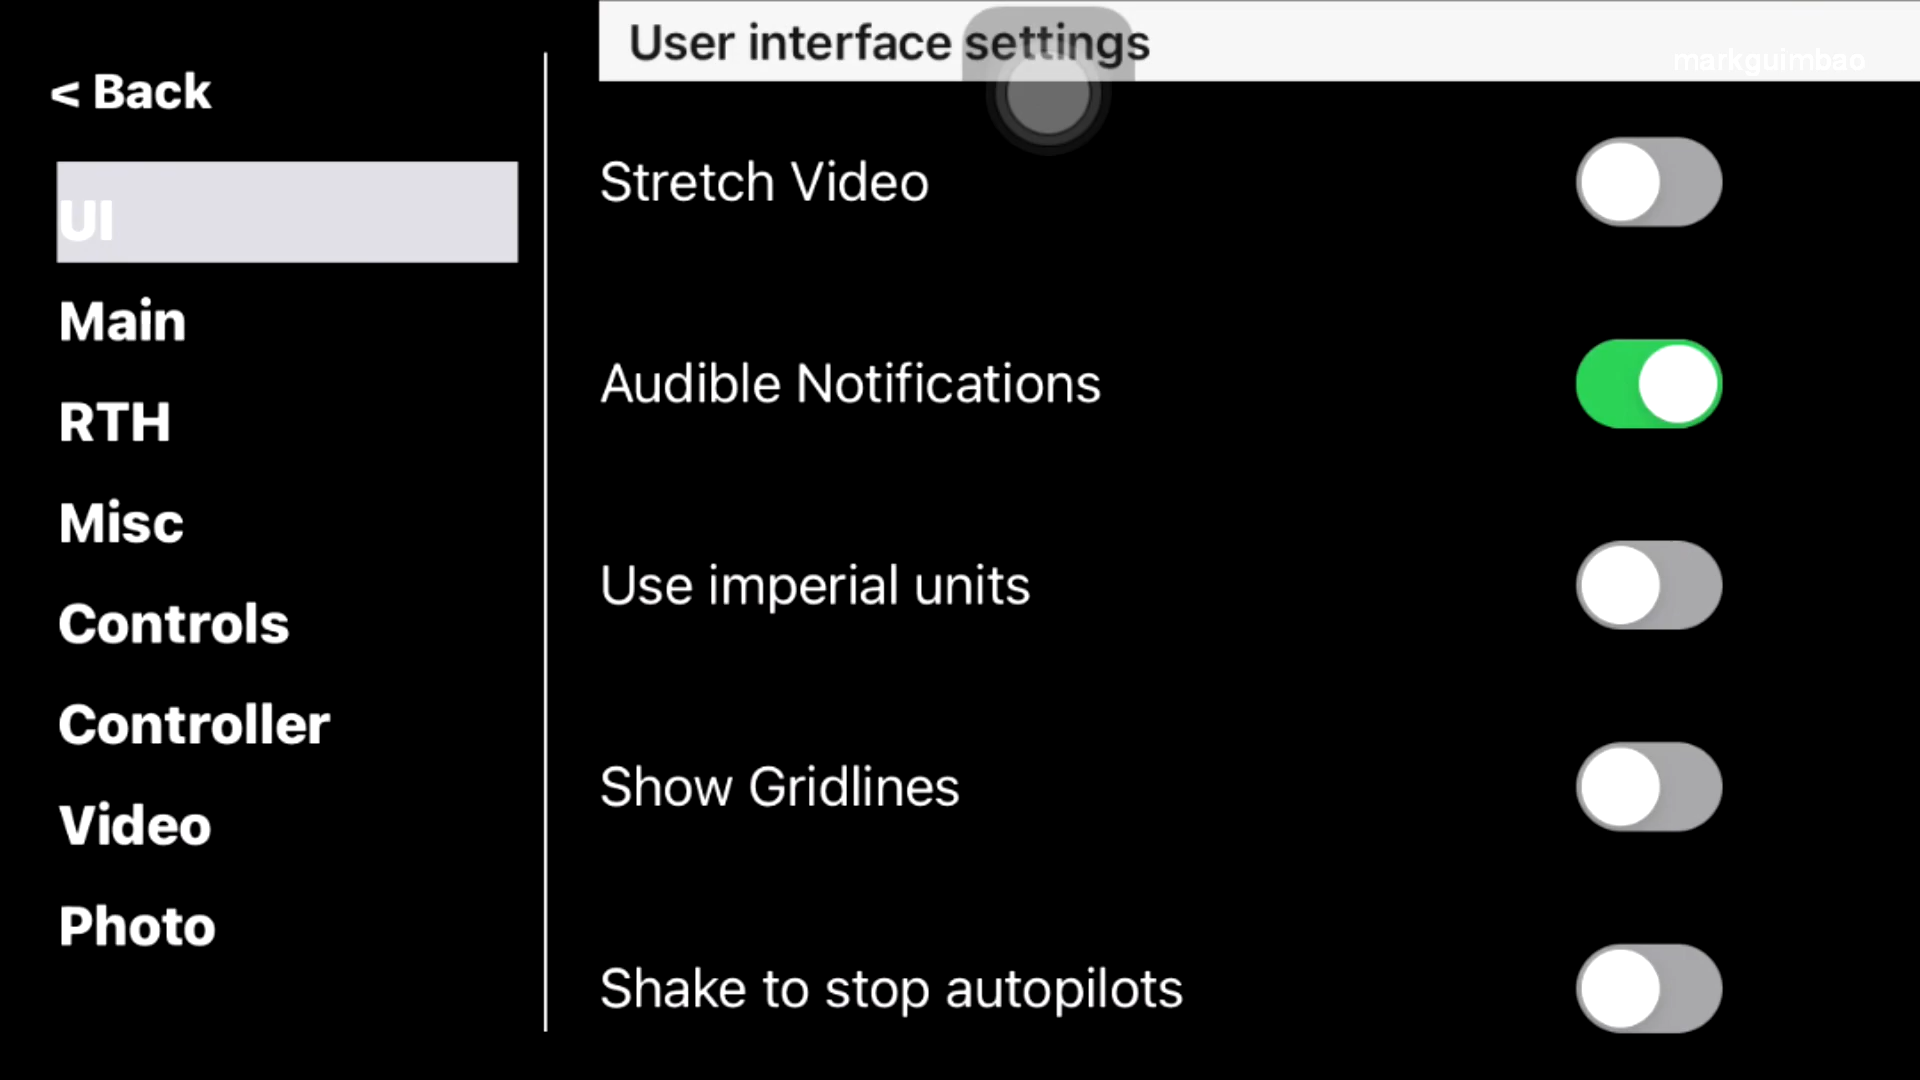 User interface settings
markguimbao
< Back
UI
Main
RTH
Misc
Controls
Controller
Video
Photo
Stretch Video
Audible Notifications
Use imperial units
Show Gridlines
Shake to stop autopilots